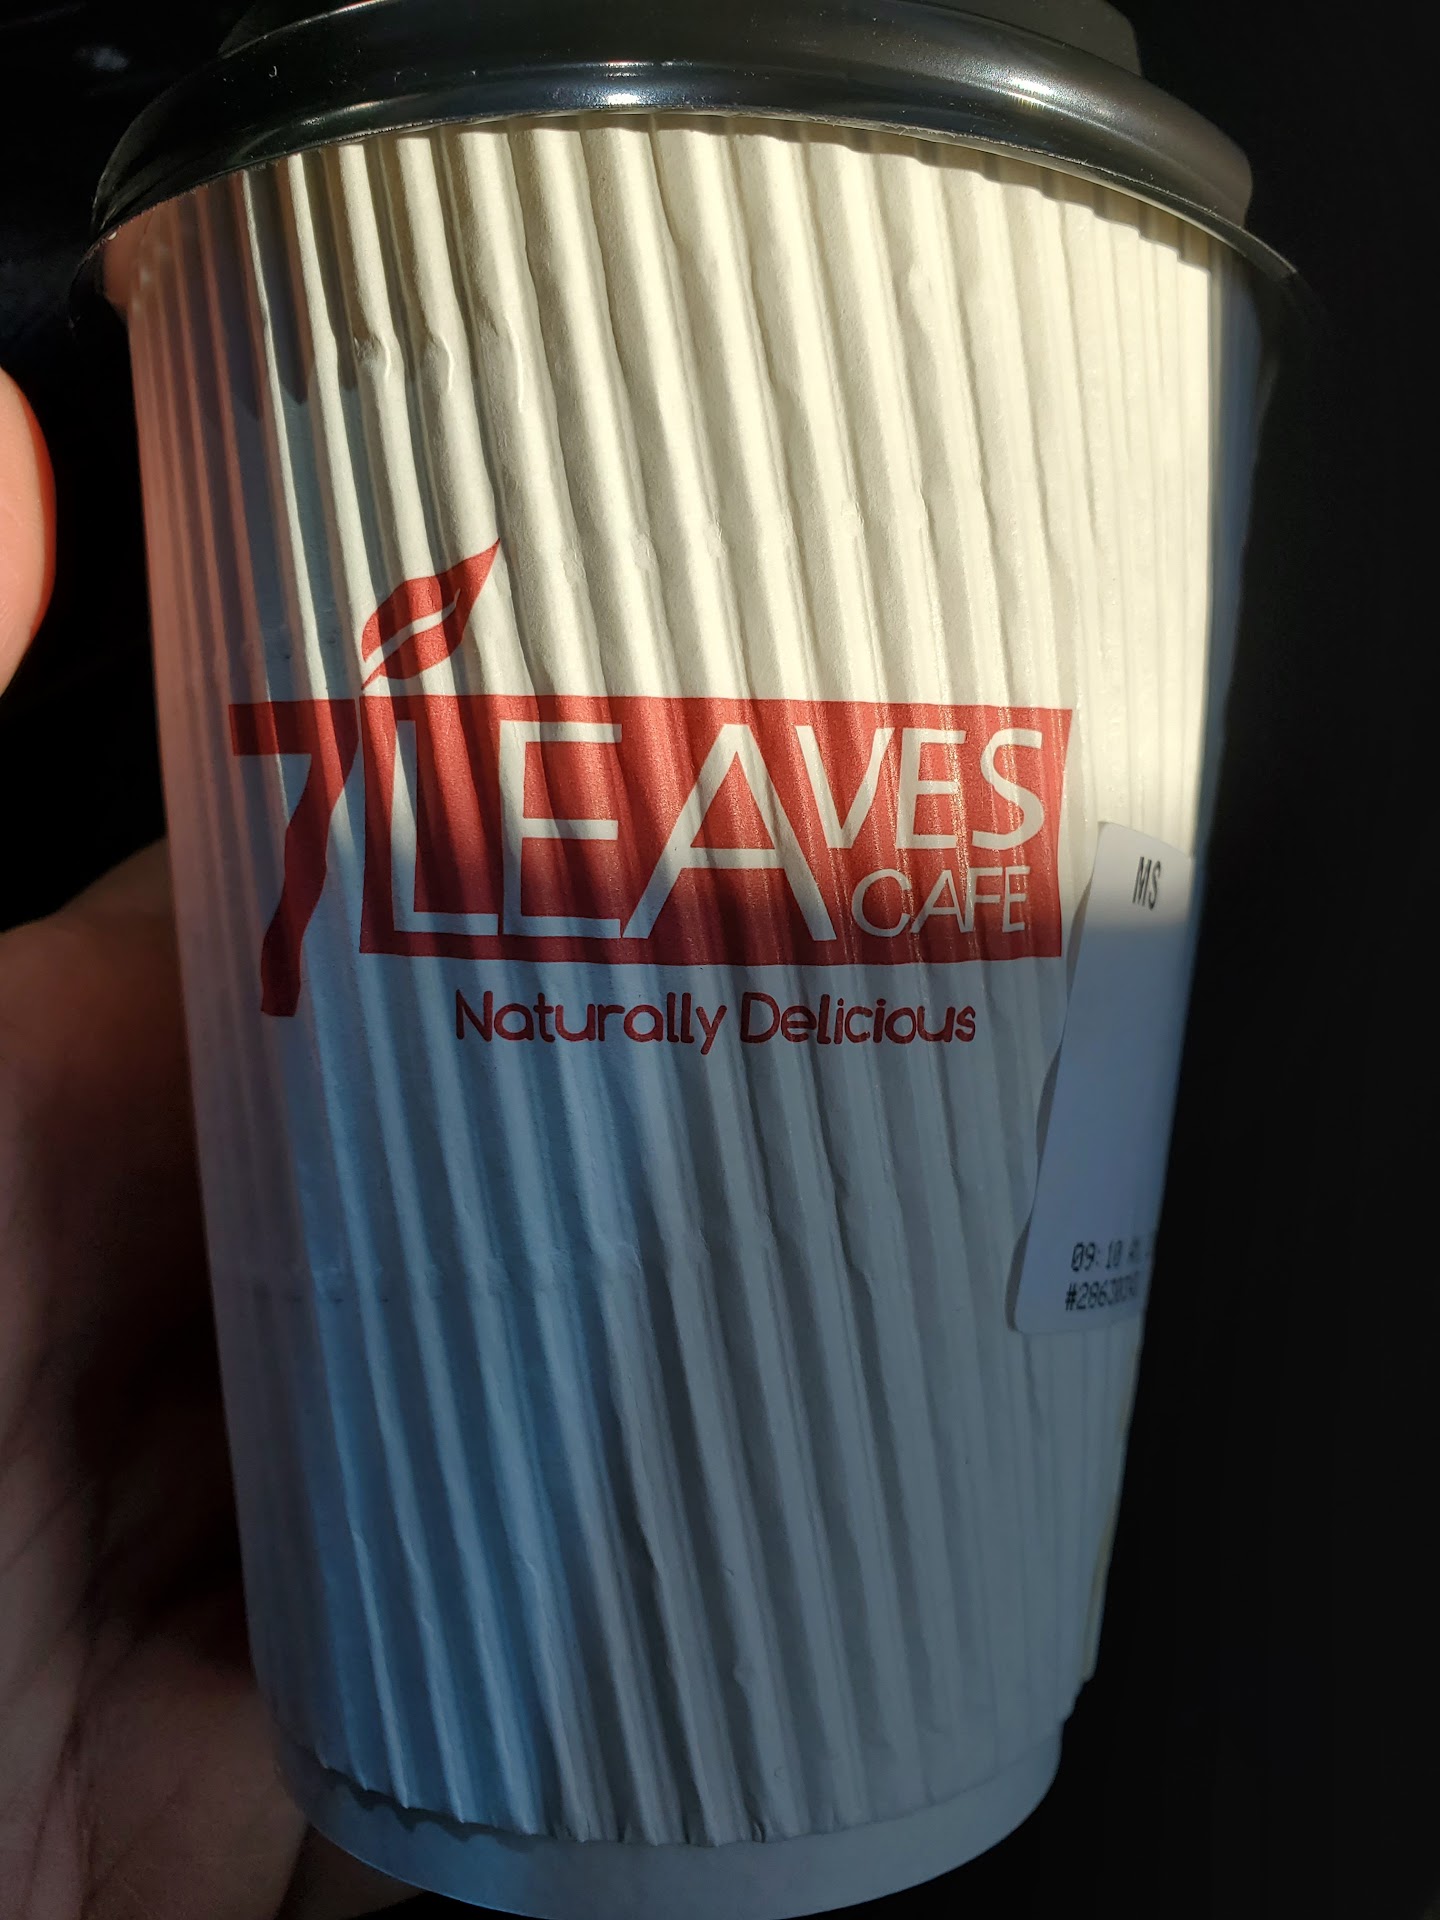 7 LEAVES
CAFE
Naturally Delicious
MS
09:10